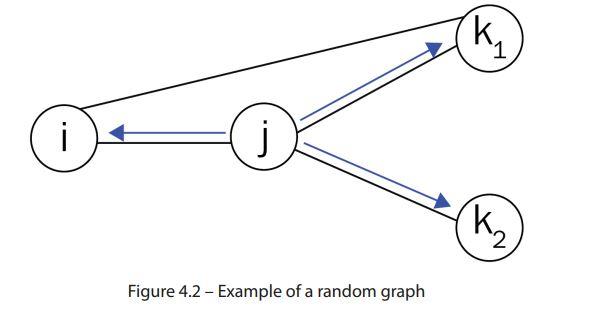 k1
i
j
k2
Figure 4.2 – Example of a random graph